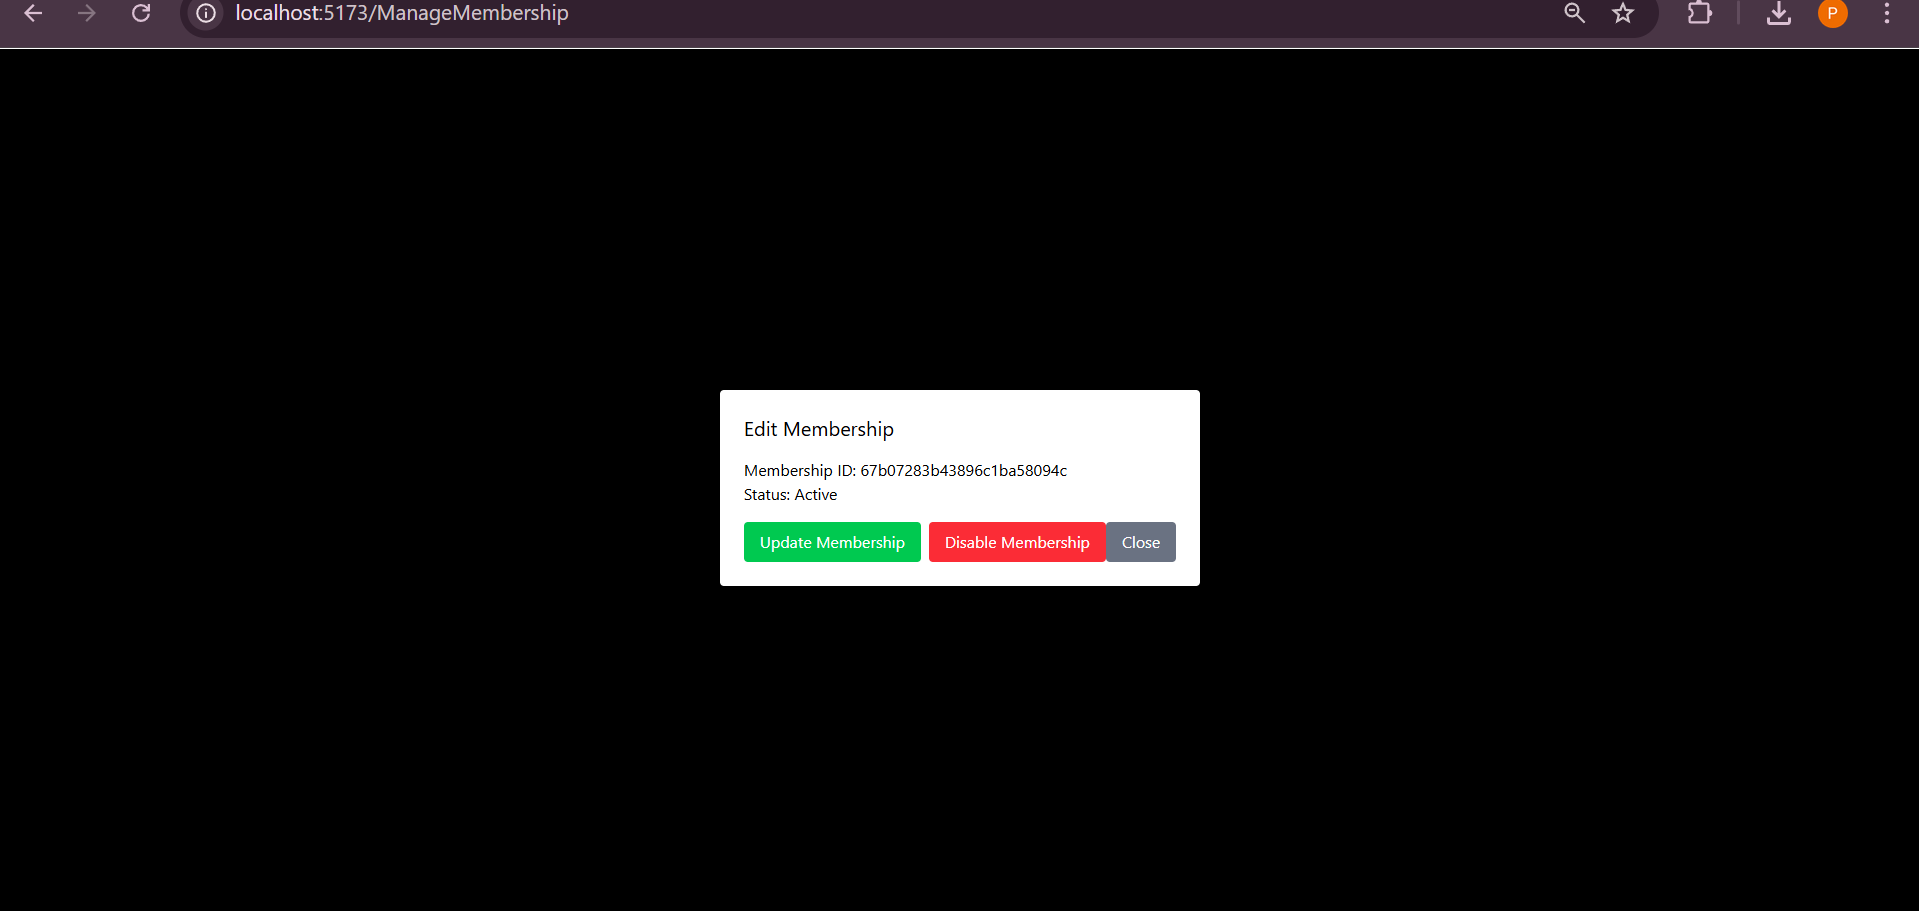 localhost:5173/ManageMembership
P
Edit Membership
Membership ID: 67b07283b43896c1ba58094c
Status: Active
Update Membership Disable Membership Close